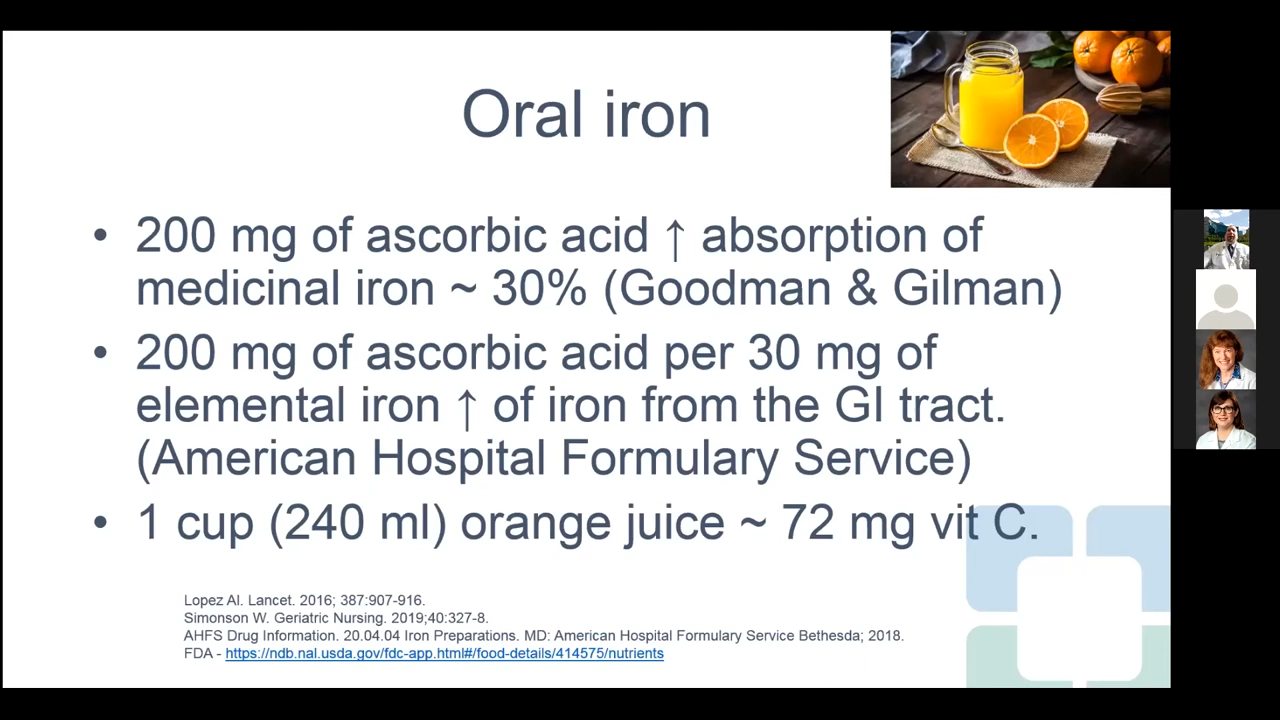 Oral iron
• 200 mg of ascorbic acid ↑ absorption of
medicinal iron ~ 30% (Goodman & Gilman)
• 200 mg of ascorbic acid per 30 mg of
elemental iron ↑ of iron from the GI tract.
(American Hospital Formulary Service)
• 1 cup (240 ml) orange juice ~ 72 mg vit C.
Lopez Al. Lancet. 2016; 387:907-916.
Simonson W. Geriatric Nursing. 2019;40:327-8.
AHFS Drug Information. 20.04.04 Iron Preparations. MD: American Hospital Formulary Service Bethesda; 2018.
FDA - https://ndb.nal.usda.gov/fdc-app.html#/food-details/414575/nutrients